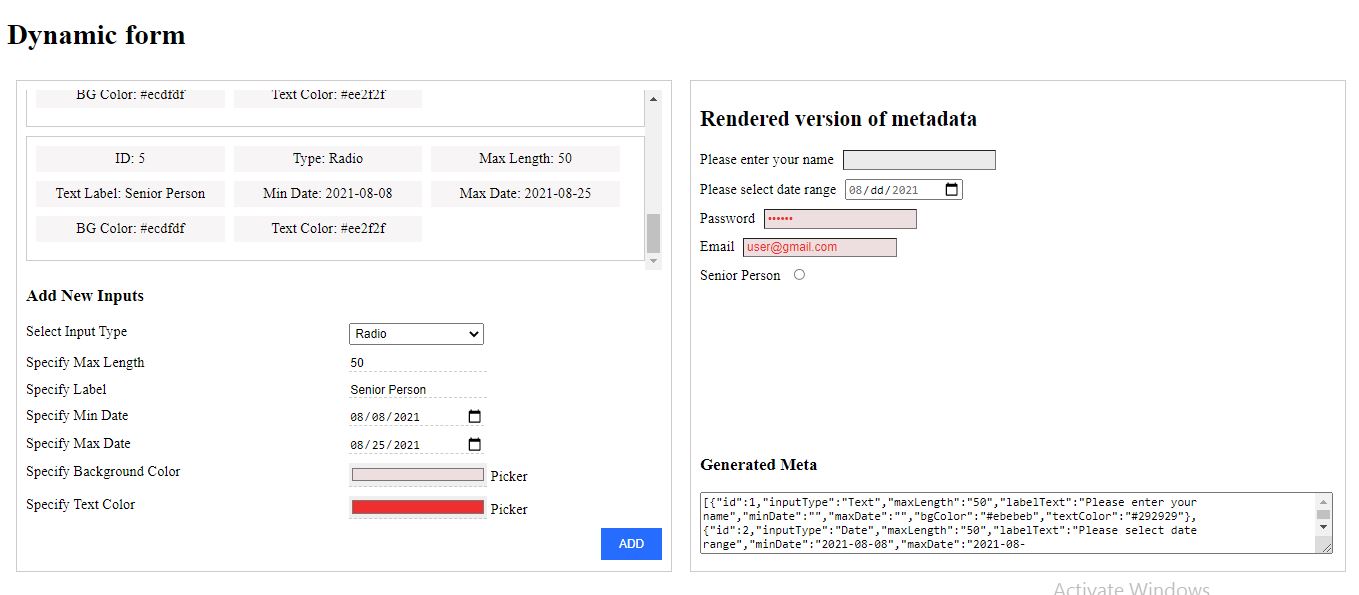 Dynamic form
BG Color: #ecdfdf
Text Color: #ee2f2f
ID: 5
Type: Radio
Max Length: 50
Text Label: Senior Person
Min Date: 2021-08-08
Max Date: 2021-08-25
BG Color: #ecdfdf
Text Color: #ee2f2f
Add New Inputs
Select Input Type
Radio
Specify Max Length
50
Specify Label
Senior Person
Specify Min Date
08/08/2021
Specify Max Date
08/25/2021
Specify Background Color
Picker
Specify Text Color
Picker
ADD
Rendered version of metadata
Please enter your name
Please select date range
08/dd/2021
Password
••••••
Email
user@gmail.com
Senior Person
Generated Meta
[{"id":1,"inputType":"Text","maxLength":"50","labelText":"Please enter your
name","minDate":"","maxDate":"","bgColor":"#ebebeb","textColor":"#292929"},
{"id":2,"inputType":"Date","maxLength":"50","labelText":"Please select date
range","minDate":"2021-08-08","maxDate":"2021-08-
Activate Windows